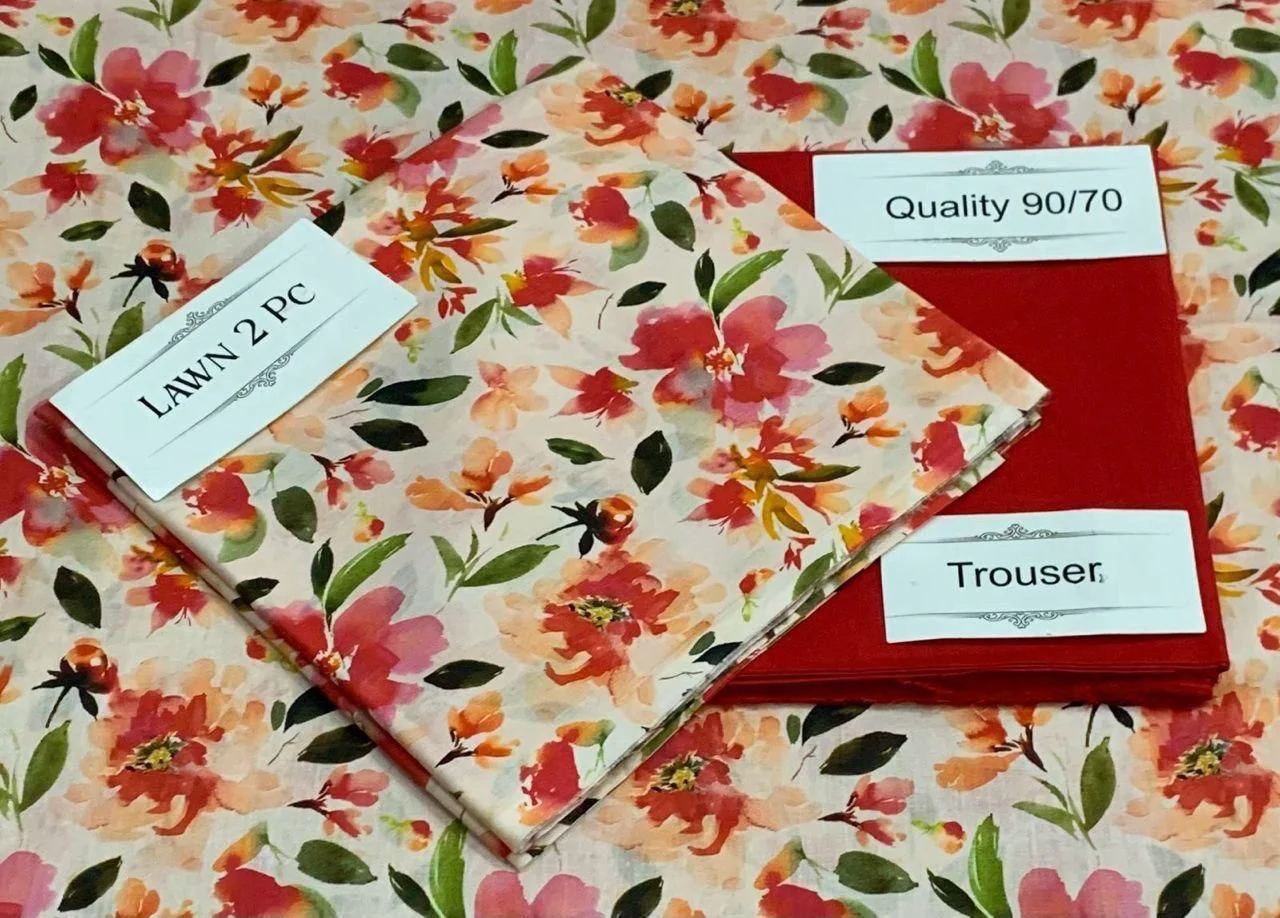 LAWN 2 PC
Quality 90/70
Trouser